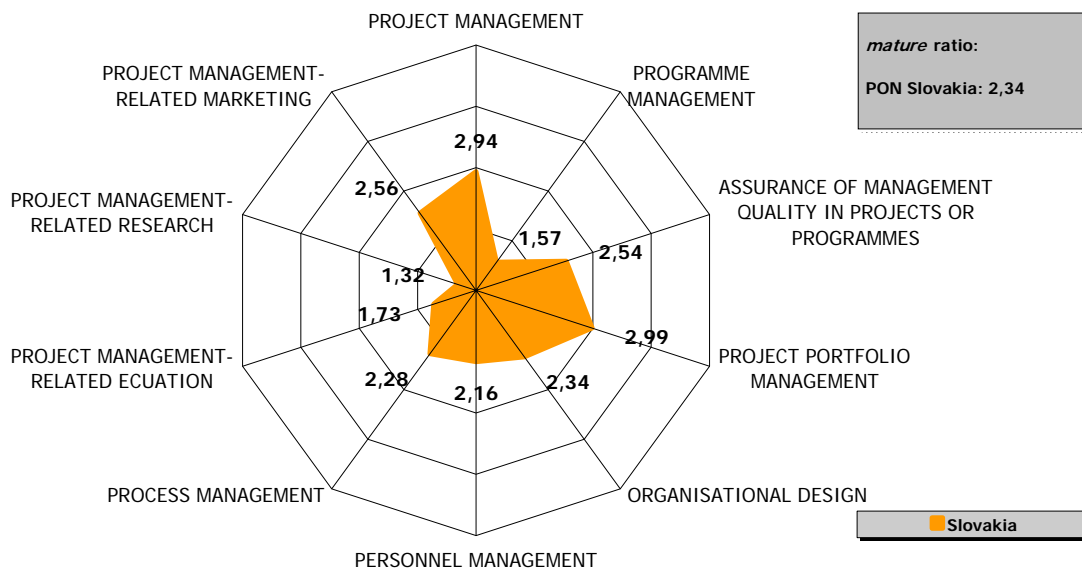 PROJECT MANAGEMENT
mature ratio:
PON Slovakia: 2,34
PROJECT MANAGEMENT-
RELATED MARKETING
PROGRAMME
MANAGEMENT
2,94
2,56
PROJECT MANAGEMENT-
RELATED RESEARCH
ASSURANCE OF MANAGEMENT
QUALITY IN PROJECTS OR
PROGRAMMES
1,57
2,54
1,32
1,73
2,99
PROJECT MANAGEMENT-
RELATED ECUATION
PROJECT PORTFOLIO
MANAGEMENT
2,28
2,16
2,34
PROCESS MANAGEMENT
ORGANISATIONAL DESIGN
Slovakia
PERSONNEL MANAGEMENT